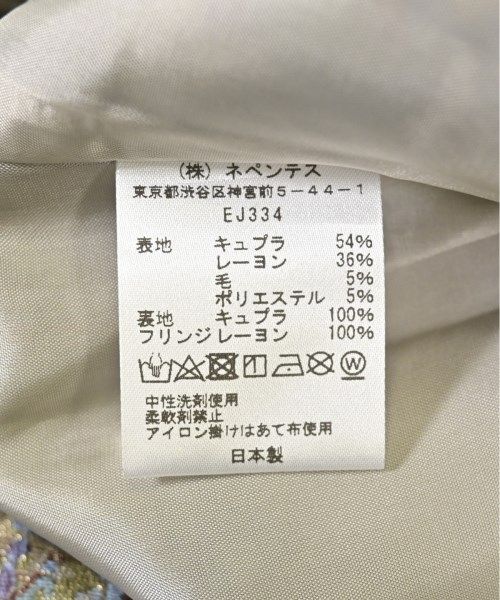 (株) ネペンテス
東京都渋谷区神宮前5-44-1
EJ334
表地 キュプラ 54%
レーヨン 36%
毛 5%
ポリエステル 5%
裏地 キュプラ 100%
フリンジ レーヨン 100%
W
中性洗剤使用
柔軟剤禁止
アイロン掛けはあて布使用
日本製